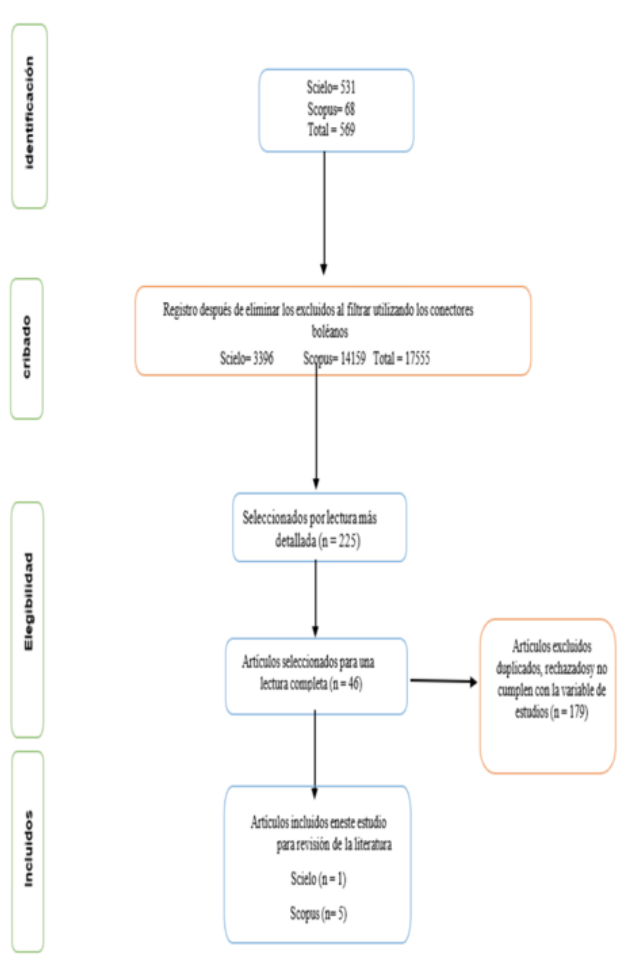 identificación
Scielo= 531
Scopus= 68
Total = 569
cribado
Registro después de eliminar los excluidos al filtrar utilizando los conectores
boléanos
Scielo= 3396 Scopus= 14159 Total = 17555
Elegibilidad
Seleccionados por lectura más
detallada (n = 225)
Artículos seleccionados para una
lectura completa (n = 46)
Artículos excluidos
duplicados, rechazadosy no
cumplen con la variable de
estudios (n = 179)
Incluidos
Artículos incluidos eneste estudio
para revisión de la literatura
Scielo (n = 1)
Scopus (n= 5)